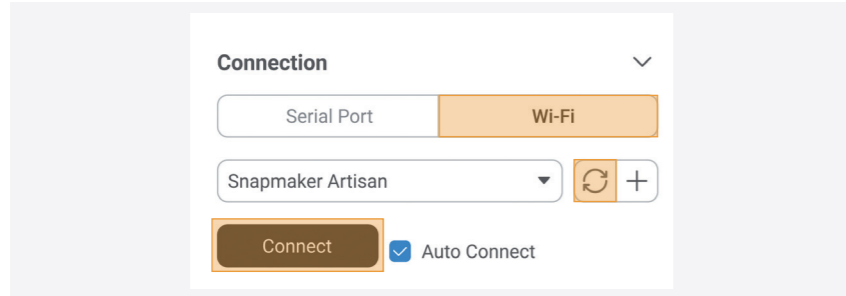 Connection
Serial Port Wi-Fi
Snapmaker Artisan
Connect Auto Connect